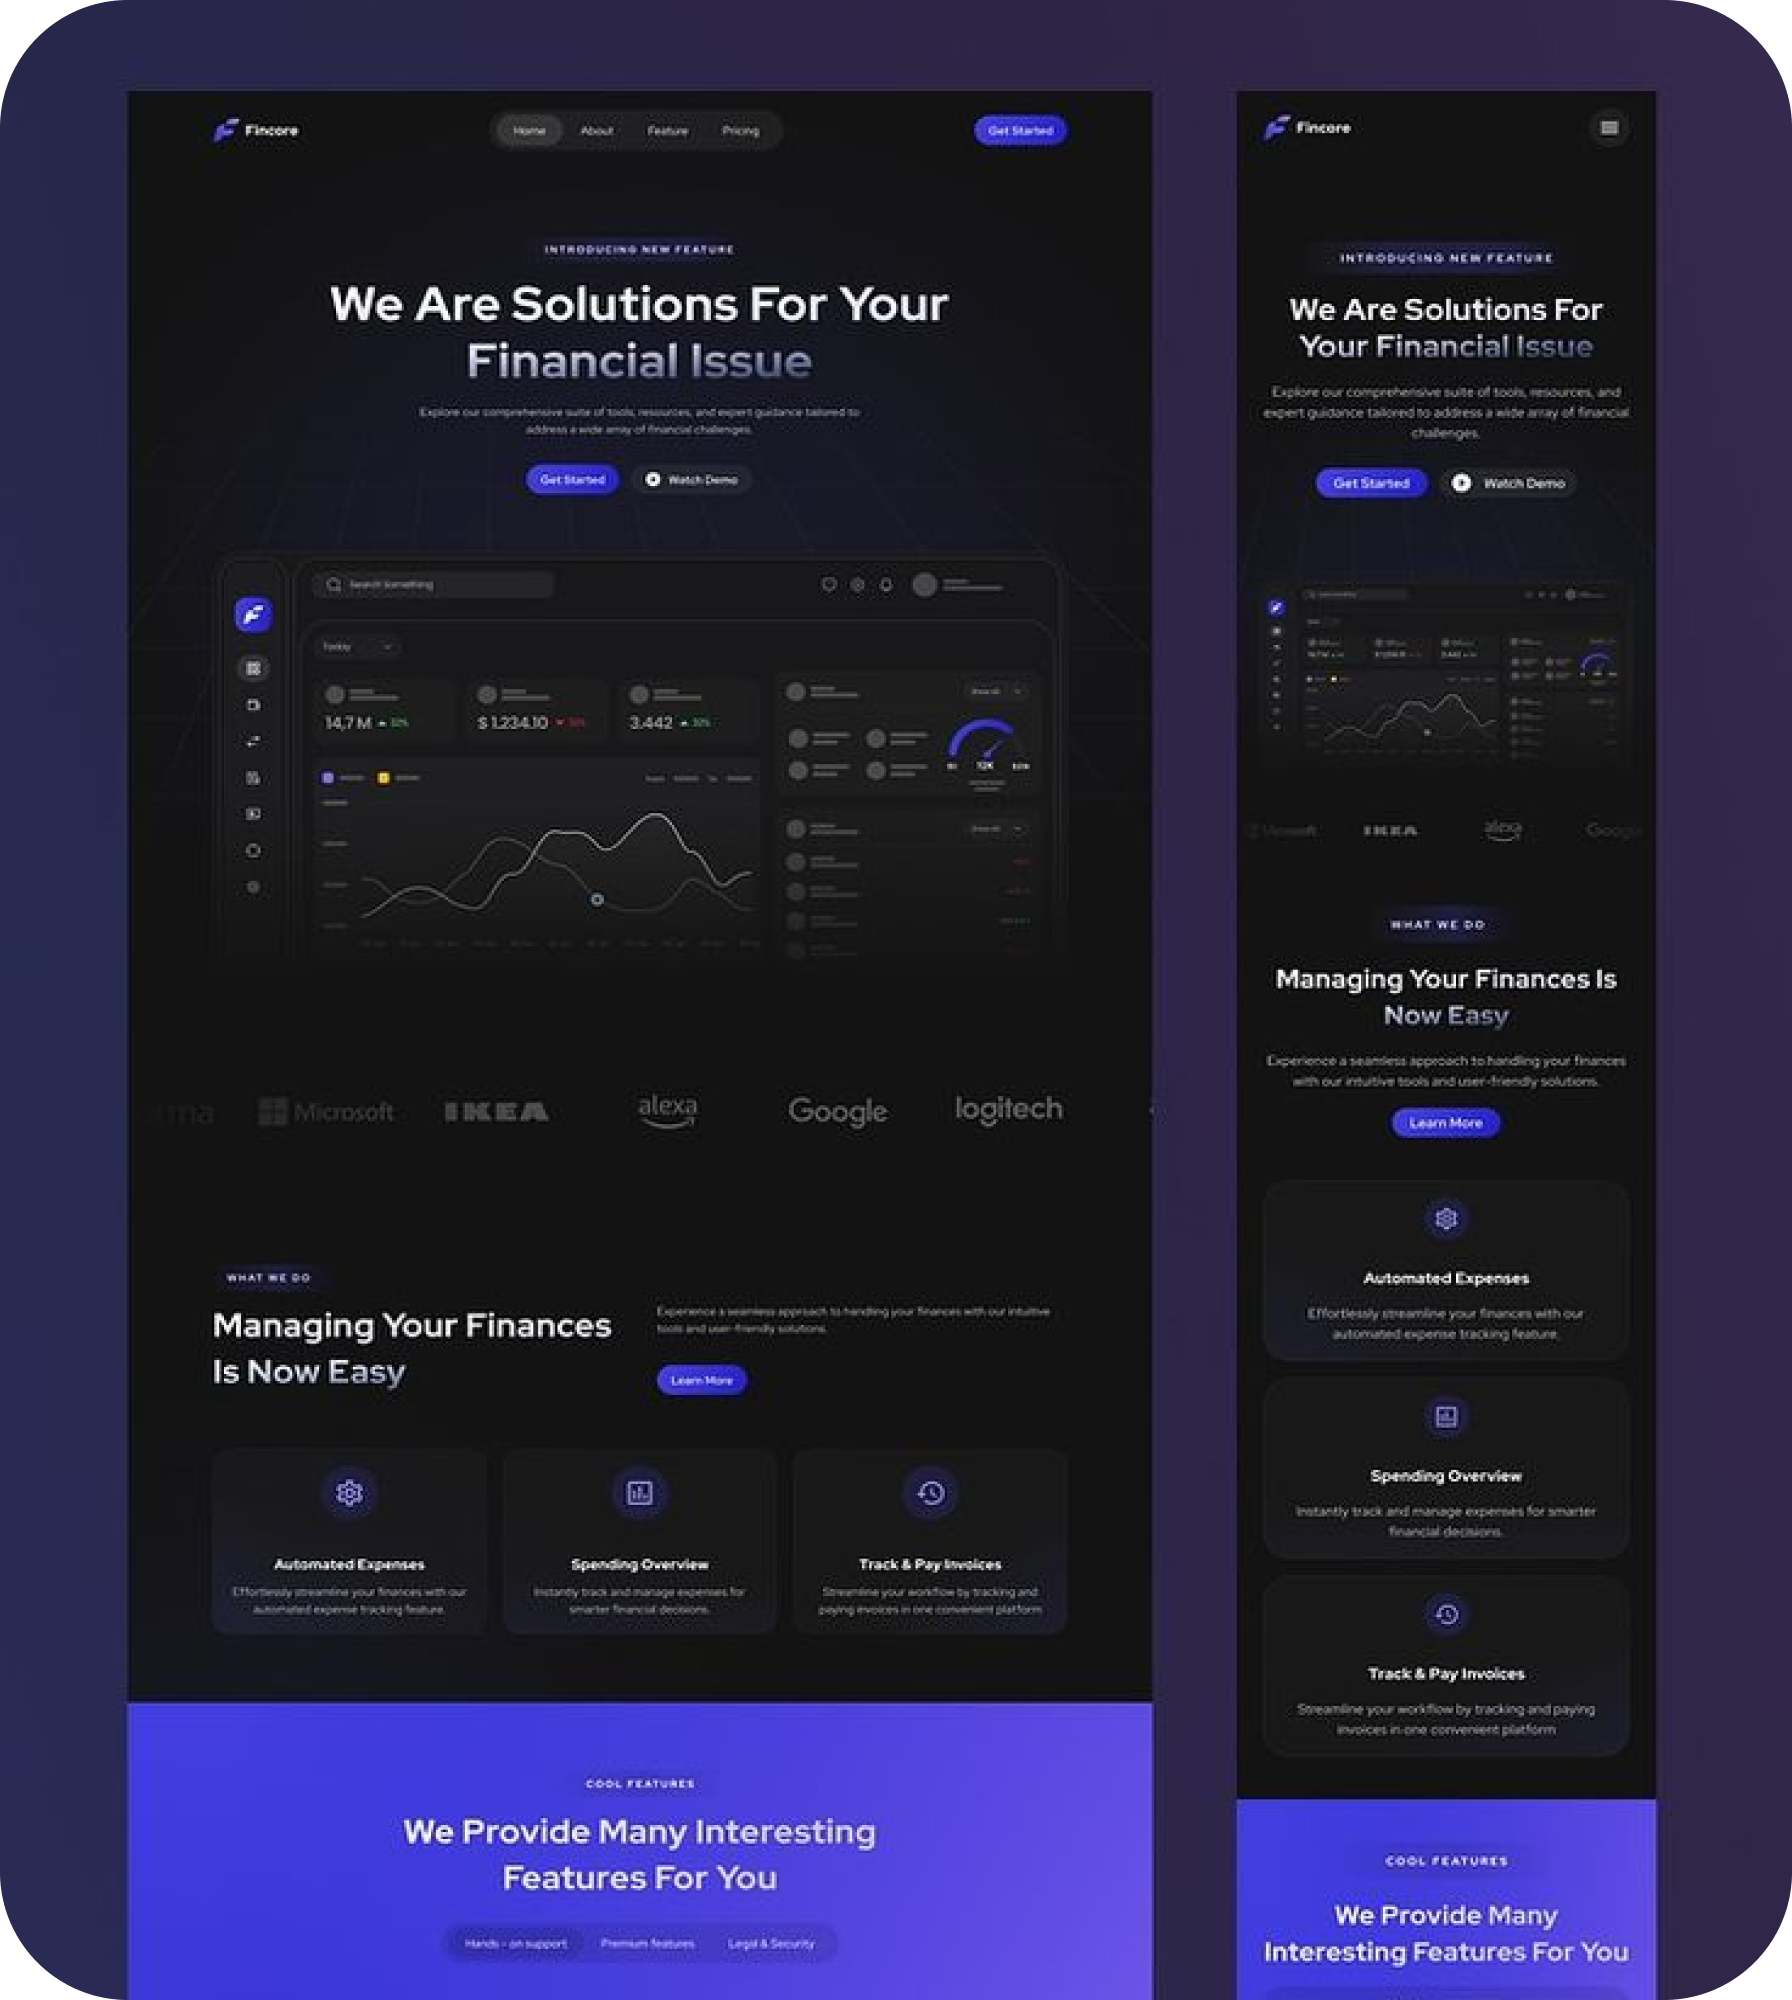 Fincore
Home About Feature Pricing
Get Started
INTRODUCING NEW FEATURE
We Are Solutions For Your
Financial Issue
Explore our comprehensive suite of tools, resources, and expert guidance tailored to
address a wide array of financial challenges.
Get Started Watch Demo
Search Something
Today
14,7 M
$ 1.234.10
3.442
12K
Microsoft IKEA alexa Google logitech
WHAT WE DO
Managing Your Finances
Is Now Easy
Experience a seamless approach to handling your finances with our intuitive
tools and user-friendly solutions.
Learn More
Automated Expenses
Effortlessly streamline your finances with our
automated expense tracking feature.
Spending Overview
Instantly track and manage expenses for
smarter financial decisions.
Track & Pay Invoices
Streamline your workflow by tracking and
paying invoices in one convenient platform
COOL FEATURES
We Provide Many Interesting
Features For You
Hands - on support Premium features Legal & Security
Fincore
INTRODUCING NEW FEATURE
We Are Solutions For
Your Financial Issue
Explore our comprehensive suite of tools, resources, and
expert guidance tailored to address a wide array of financial
challenges.
Get Started Watch Demo
Microsoft IKEA alexa Google
WHAT WE DO
Managing Your Finances Is
Now Easy
Experience a seamless approach to handling your finances
with our intuitive tools and user-friendly solutions.
Learn More
Automated Expenses
Effortlessly streamline your finances with our
automated expense tracking feature.
Spending Overview
Instantly track and manage expenses for smarter
financial decisions.
Track & Pay Invoices
Streamline your workflow by tracking and paying
invoices in one convenient platform
COOL FEATURES
We Provide Many
Interesting Features For You